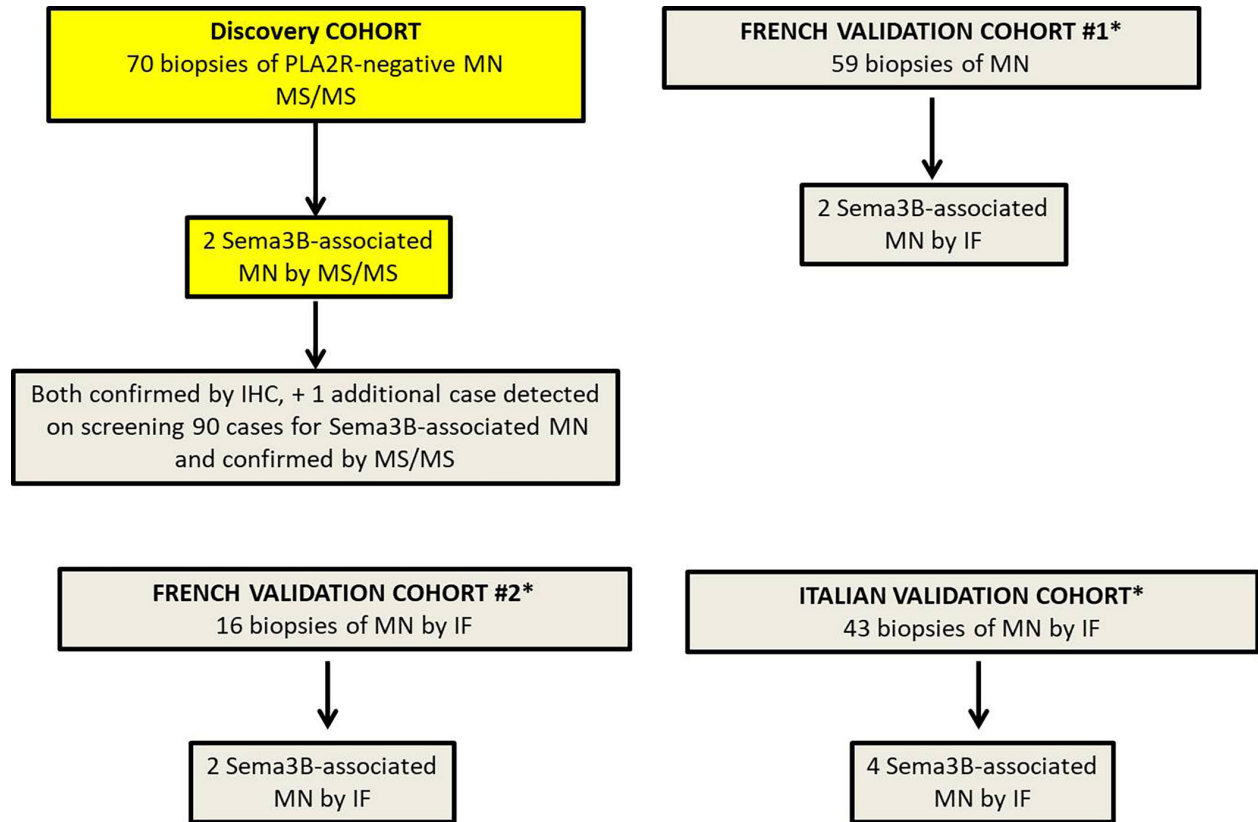 Discovery COHORT
70 biopsies of PLA2R-negative MN
MS/MS
2 Sema3B-associated
MN by MS/MS
Both confirmed by IHC, + 1 additional case detected
on screening 90 cases for Sema3B-associated MN
and confirmed by MS/MS
FRENCH VALIDATION COHORT #1*
59 biopsies of MN
2 Sema3B-associated
MN by IF
FRENCH VALIDATION COHORT #2*
16 biopsies of MN by IF
2 Sema3B-associated
MN by IF
ITALIAN VALIDATION COHORT*
43 biopsies of MN by IF
4 Sema3B-associated
MN by IF